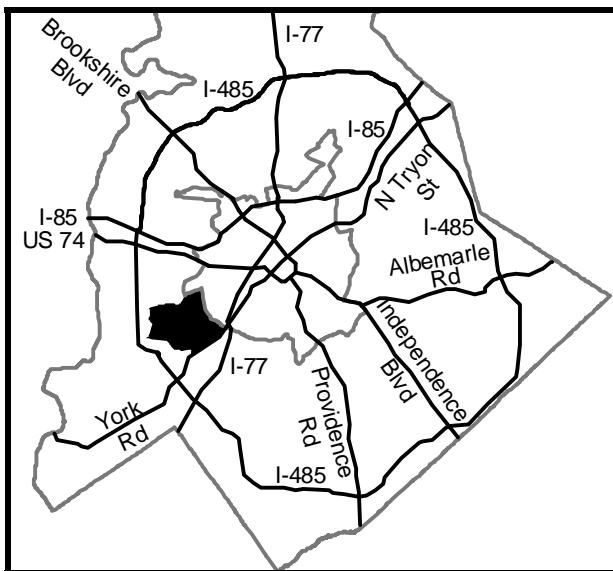 I-77
Brookshire
Blvd
I-485
I-85
N Tryon
St
I-85
US 74
I-485
Albemarle
Rd
Independence
Blvd
I-77
Providence
Rd
York
Rd
I-485